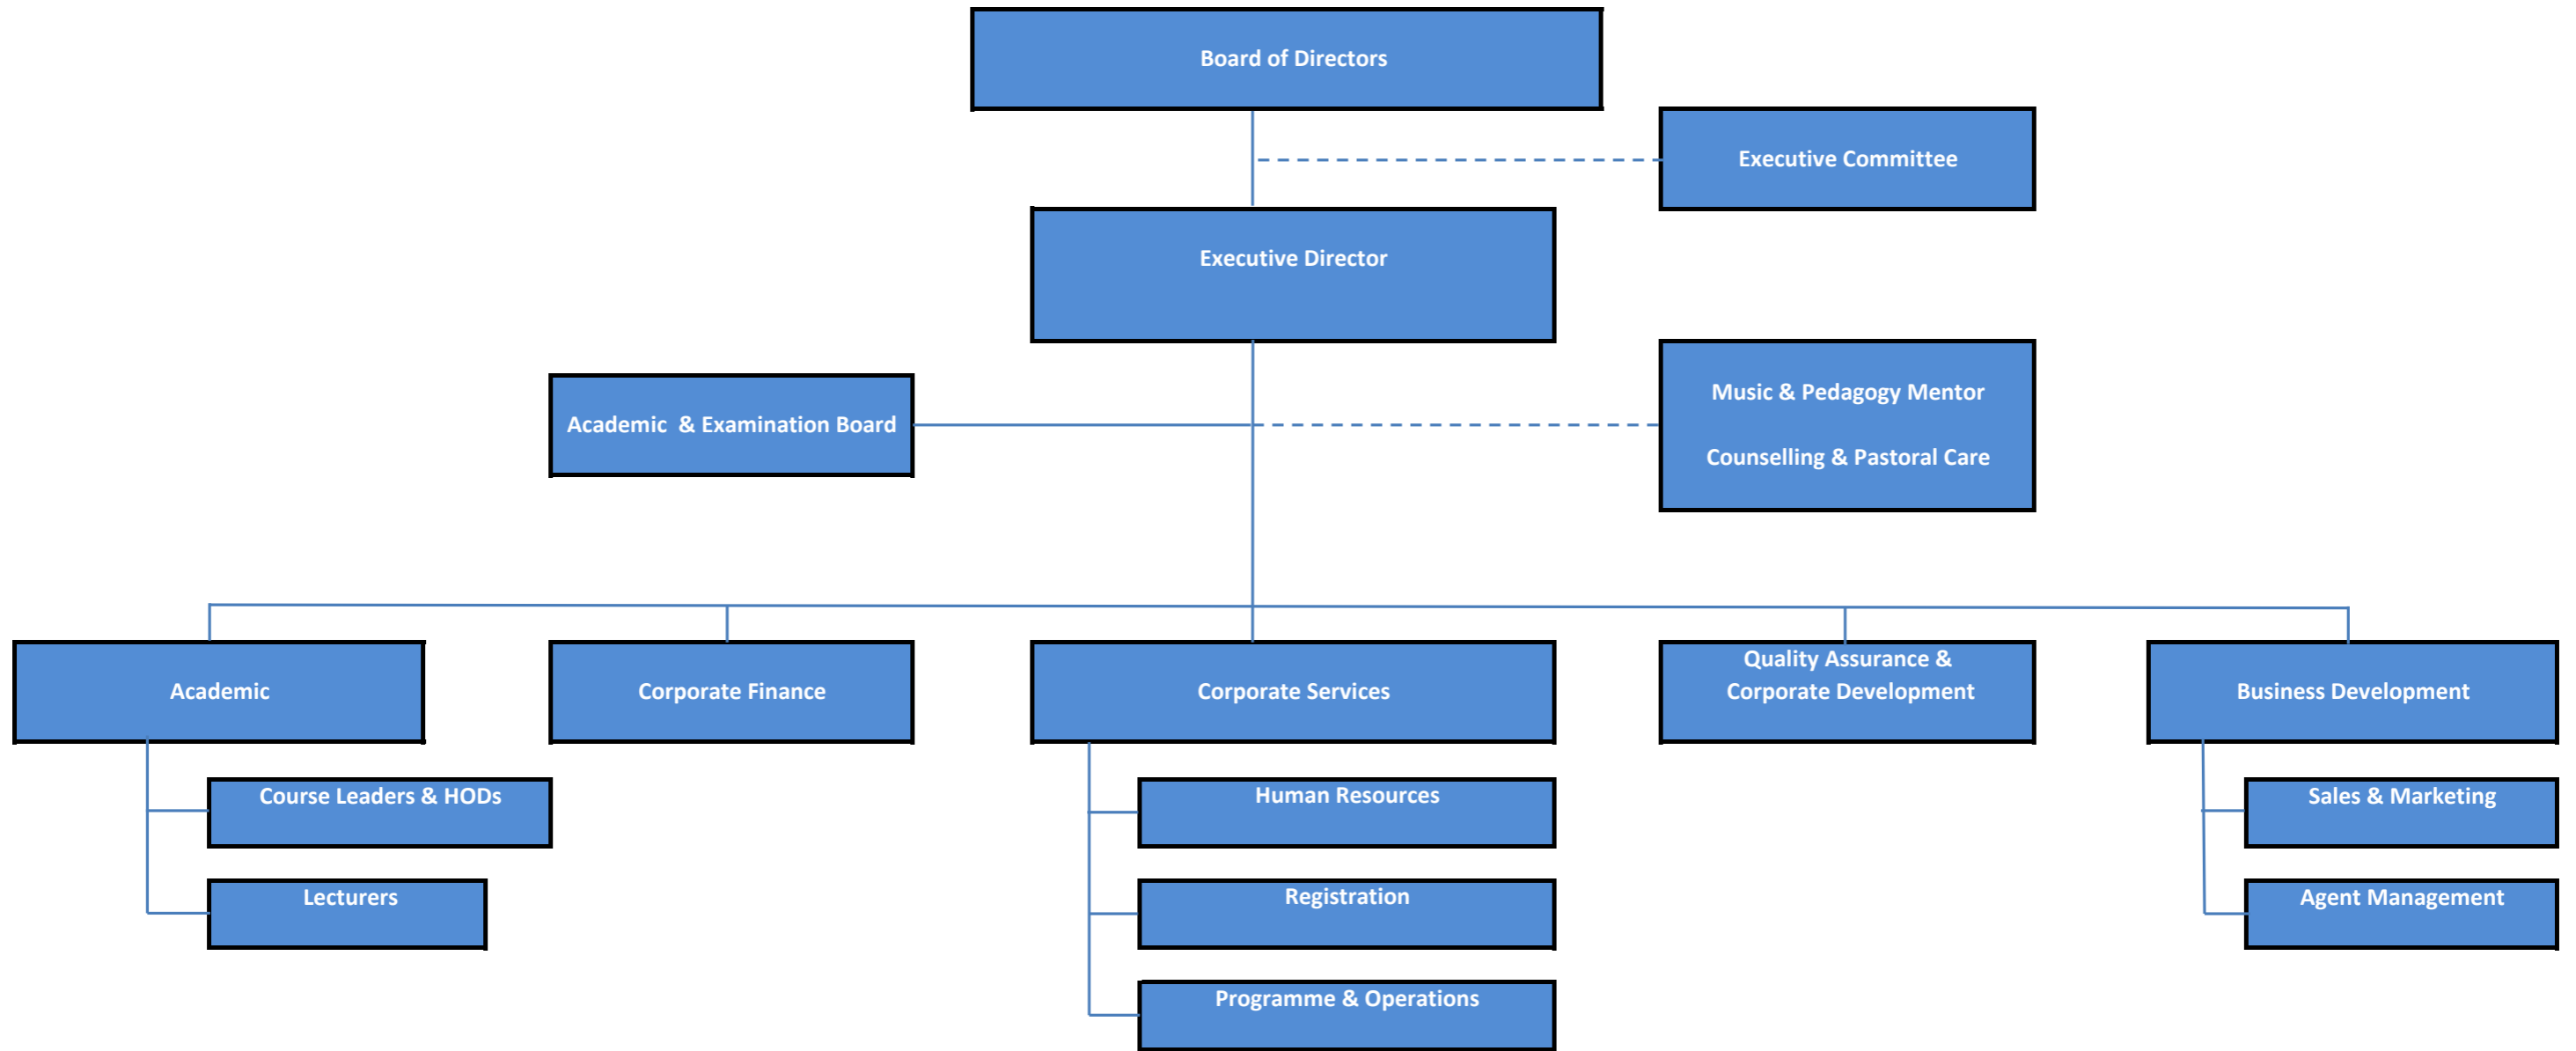 Board of Directors
Executive Committee
Executive Director
Music & Pedagogy Mentor
Academic & Examination Board
Counselling & Pastoral Care
Academic
Corporate Finance
Corporate Services
Quality Assurance &
Corporate Development
Business Development
Course Leaders & HODs
Human Resources
Sales & Marketing
Lecturers
Registration
Agent Management
Programme & Operations